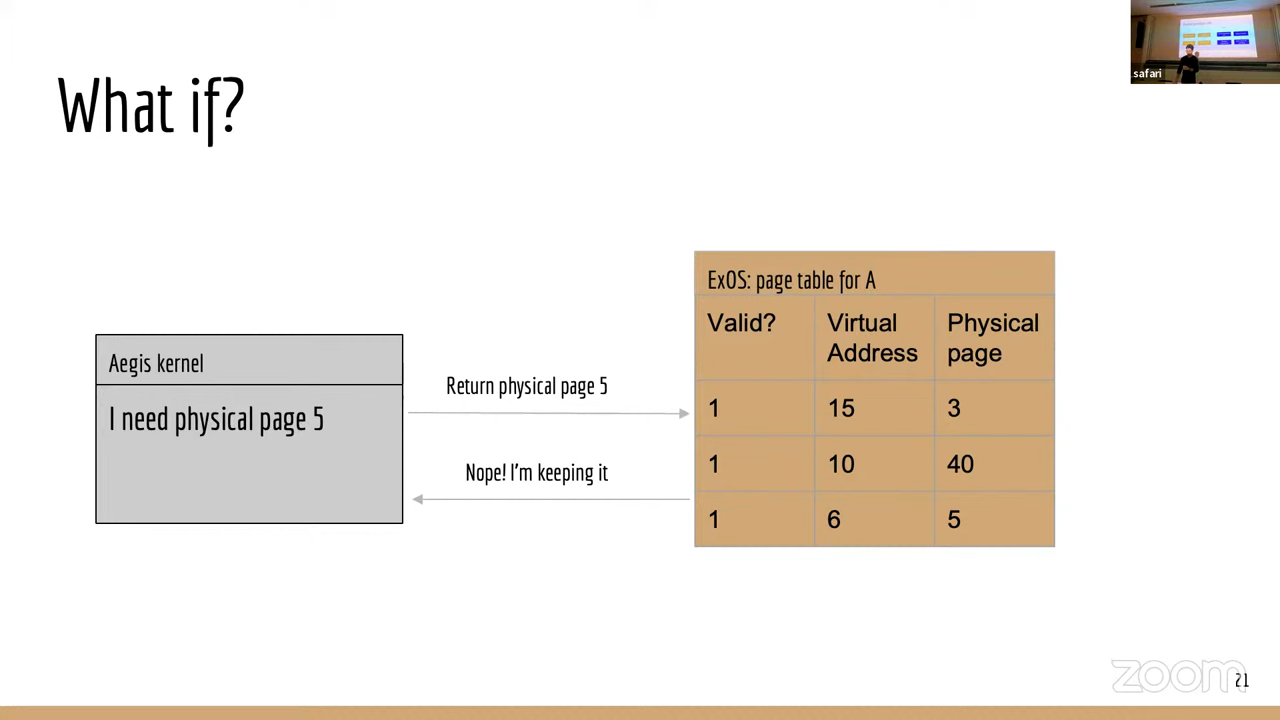 safari
What if?
Aegis kernel
I need physical page 5
Return physical page 5
Nope! I'm keeping it
ExOS: page table for A
Valid? Virtual Address Physical page
1 15 3
1 10 40
1 6 5
zoom
21